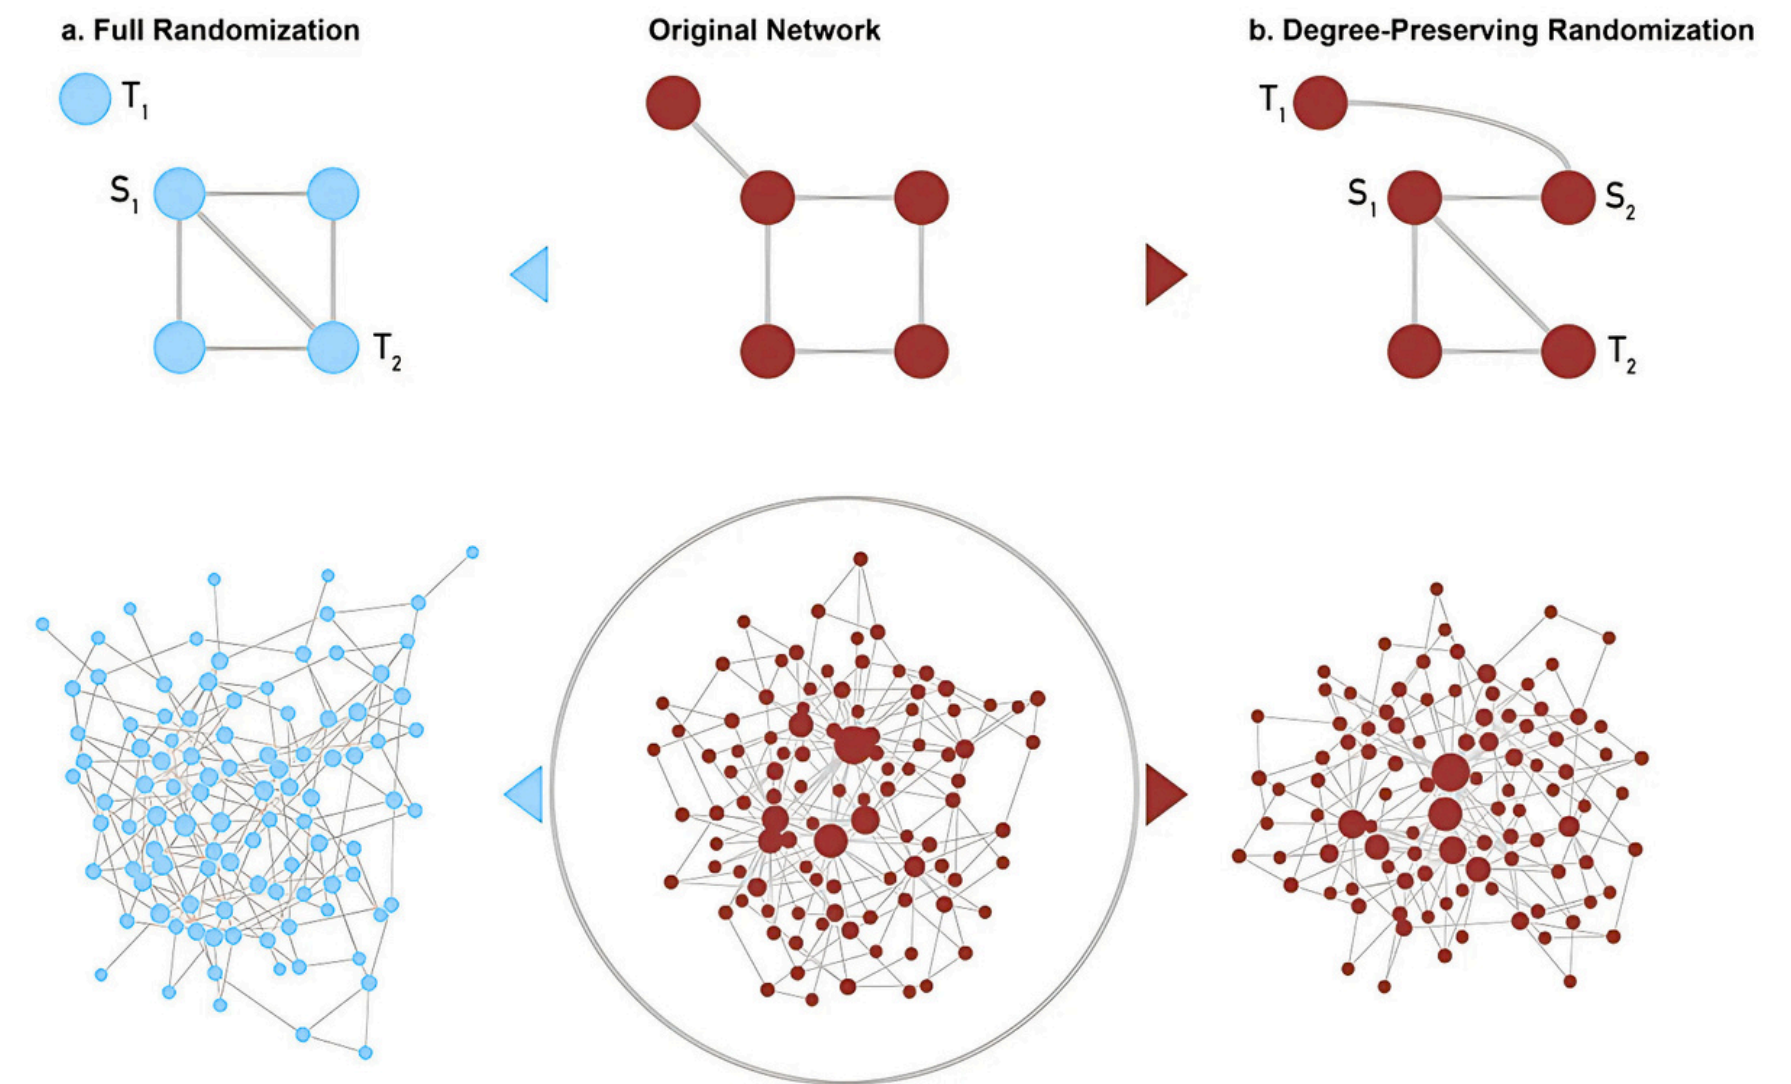 a. Full Randomization
Original Network
b. Degree-Preserving Randomization
T1
S1
T2
T1
S1
S2
T2